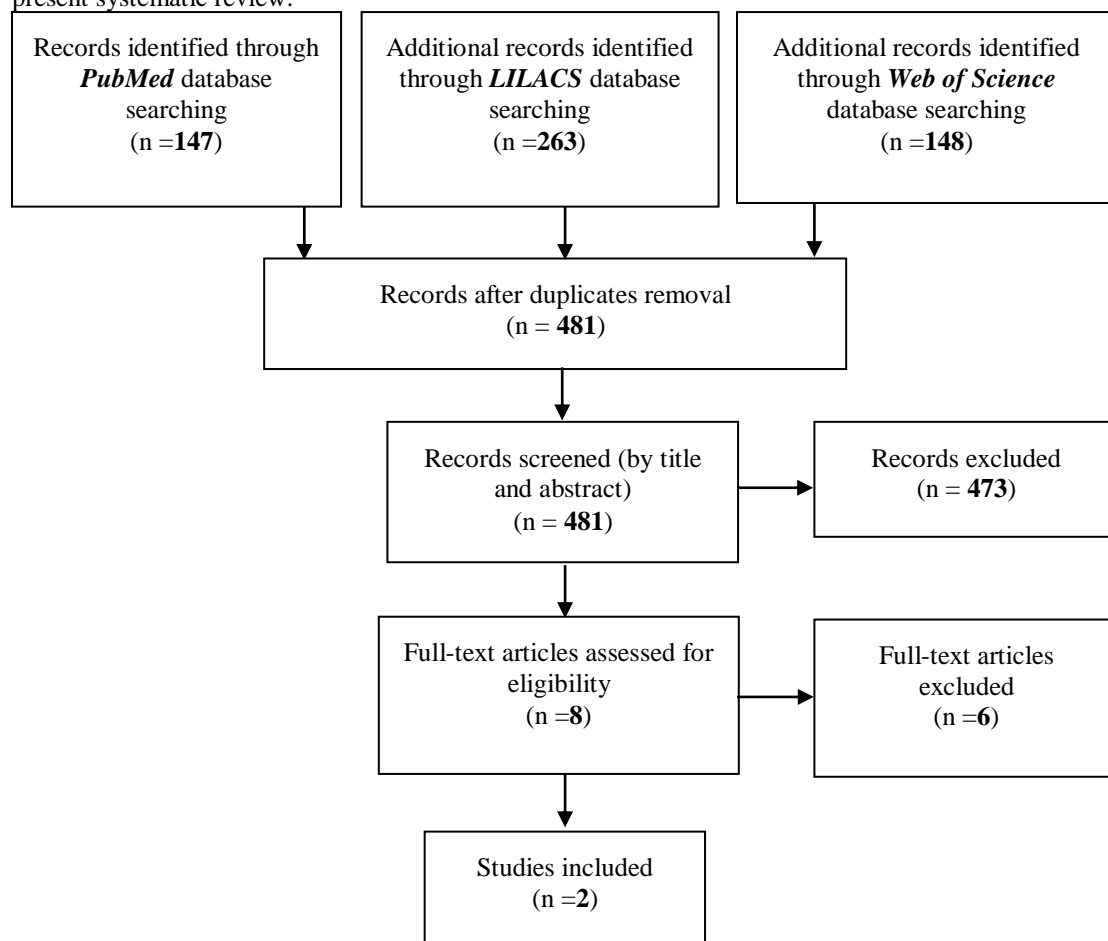 present systematic review.
Records identified through
PubMed database
searching
(n =147)
Additional records identified
through LILACS database
searching
(n =263)
Additional records identified
through Web of Science
database searching
(n =148)
Records after duplicates removal
(n = 481)
Records screened (by title
and abstract)
(n = 481)
Records excluded
(n = 473)
Full-text articles assessed for
eligibility
(n =8)
Full-text articles
excluded
(n =6)
Studies included
(n =2)